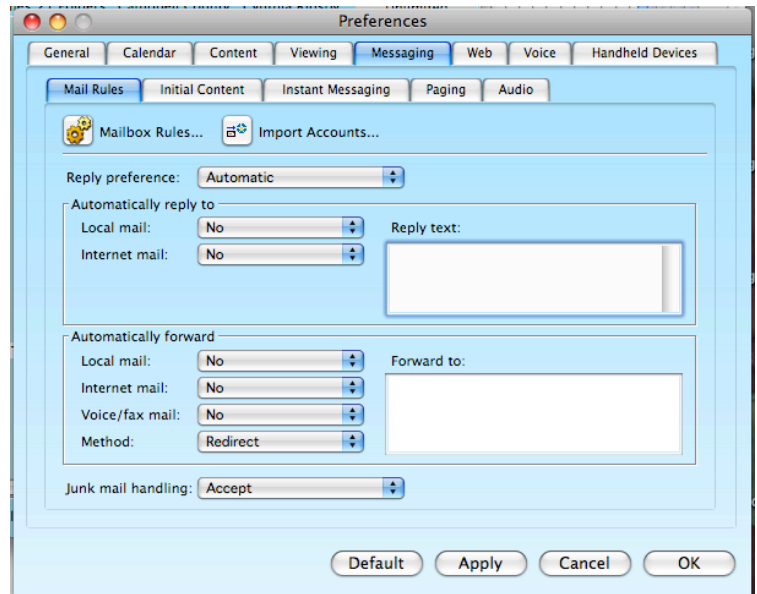 Preferences
General Calendar Content Viewing Messaging Web Voice Handheld Devices
Mail Rules Initial Content Instant Messaging Paging Audio
Mailbox Rules... Import Accounts...
Reply preference: Automatic
Automatically reply to
Local mail: No Reply text:
Internet mail: No
Automatically forward
Local mail: No Forward to:
Internet mail: No
Voice/fax mail: No
Method: Redirect
Junk mail handling: Accept
Default Apply Cancel OK